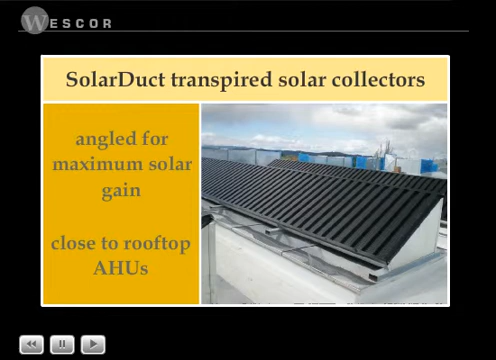 WESCOR
SolarDuct transpired solar collectors
angled for
maximum solar
gain
close to rooftop
AHUs